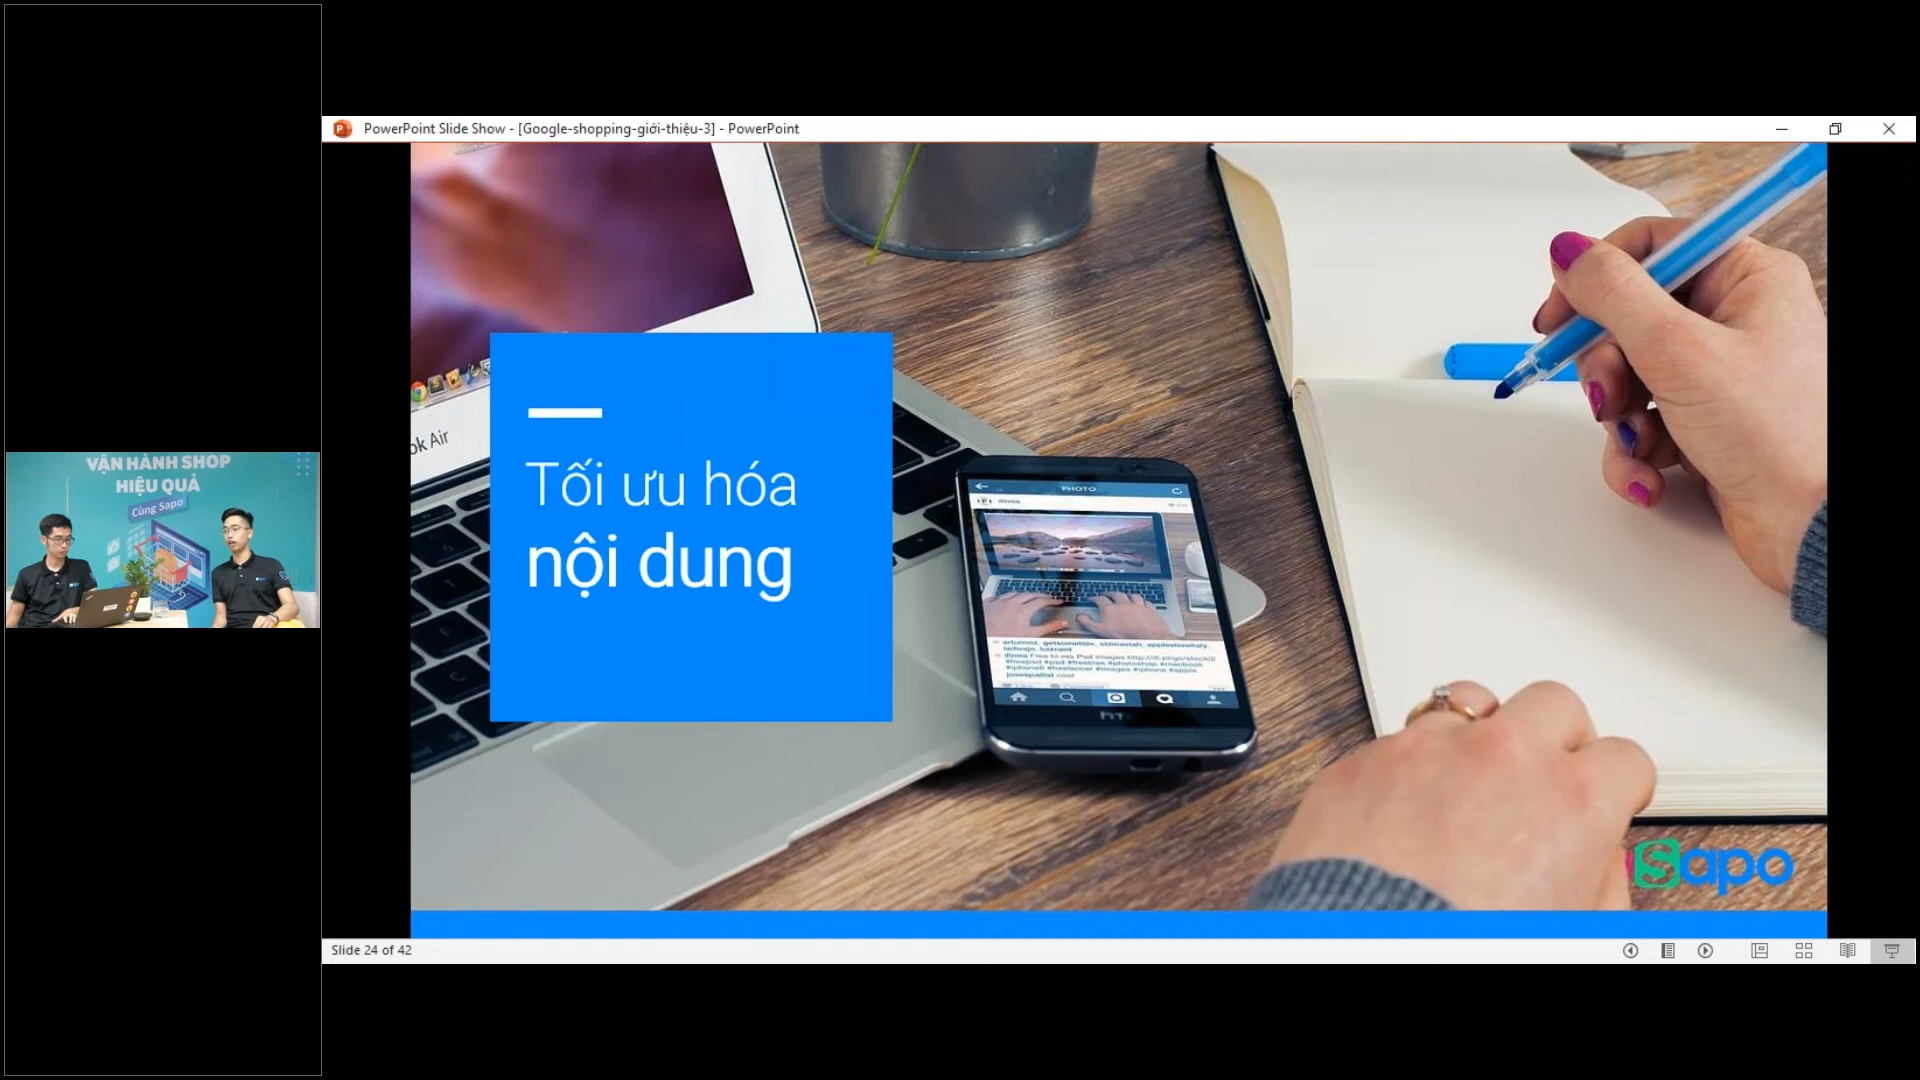 PowerPoint Slide Show - [Google-shopping-giới-thiệu-3] - PowerPoint
VẬN HÀNH SHOP
HIỆU QUẢ
Cùng Sapo
ok Air
Tối ưu hóa
nội dung
PHOTO
hTC
sapo
Slide 24 of 42